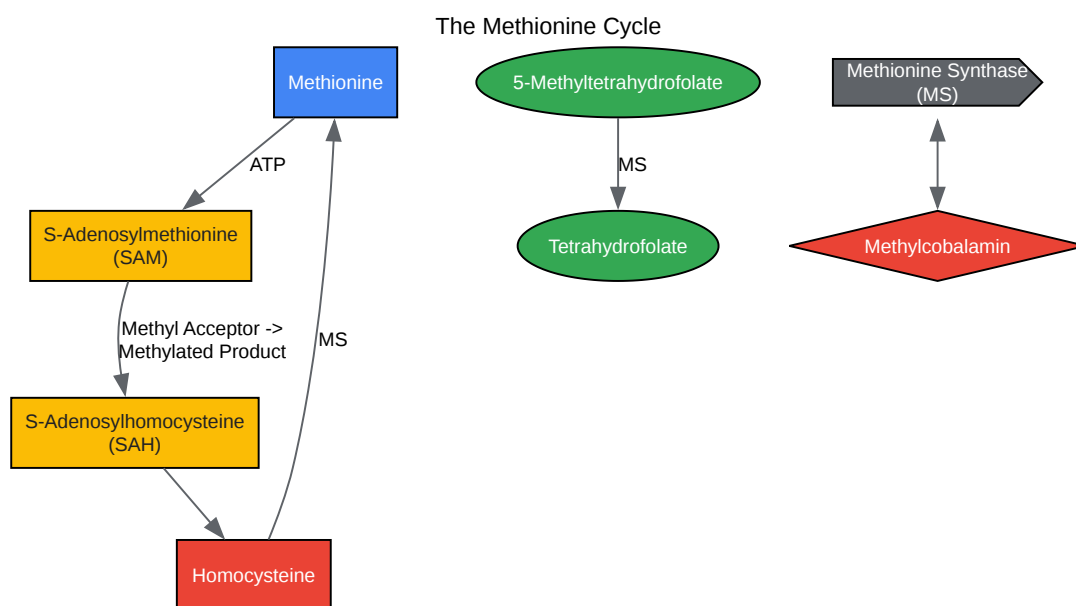 The Methionine Cycle
Methionine
5-Methyltetrahydrofolate
Methionine Synthase
(MS)
ATP
MS
S-Adenosylmethionine
(SAM)
Tetrahydrofolate
Methylcobalamin
Methyl Acceptor ->
Methylated Product
MS
S-Adenosylhomocysteine
(SAH)
Homocysteine